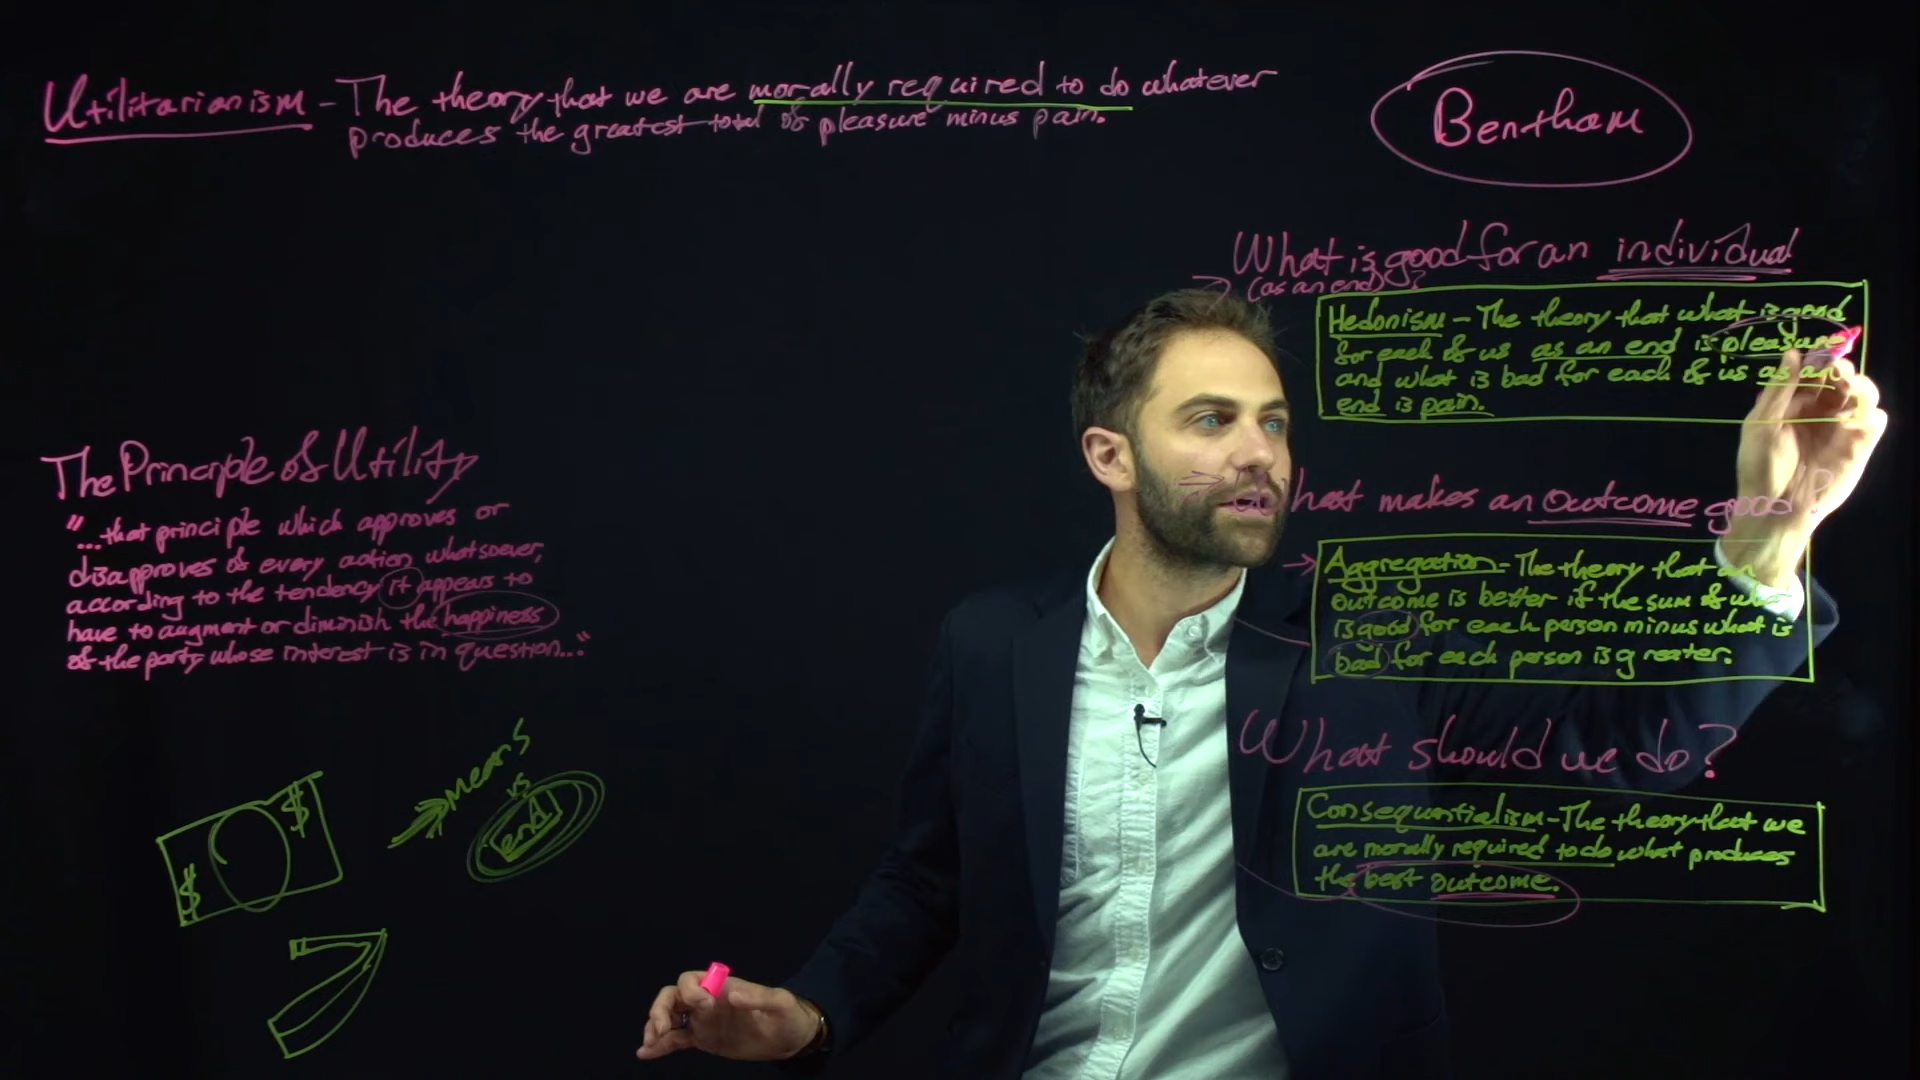 Utilitarianism - The theory that we are morally required to do whatever
produces the greatest total of pleasure minus pain.
Bentham
What is good for an individual
(as an end)?
Hedonism - The theory that what is good
for each of us as an end is pleasure
and what is bad for each of us as an
end is pain.
The Principle of Utility
"...that principle which approves or
disapproves of every action whatsoever,
according to the tendency it appears to
have to augment or diminish the happiness
of the party whose interest is in question..."
hat makes an outcome good?
Aggregation - The theory that an
outcome is better if the sum of what
is good for each person minus what is
bad for each person is greater.
What should we do?
Consequentialism - The theory that we
are morally required to do what produces
the best outcome.
means
vs
end
$
$